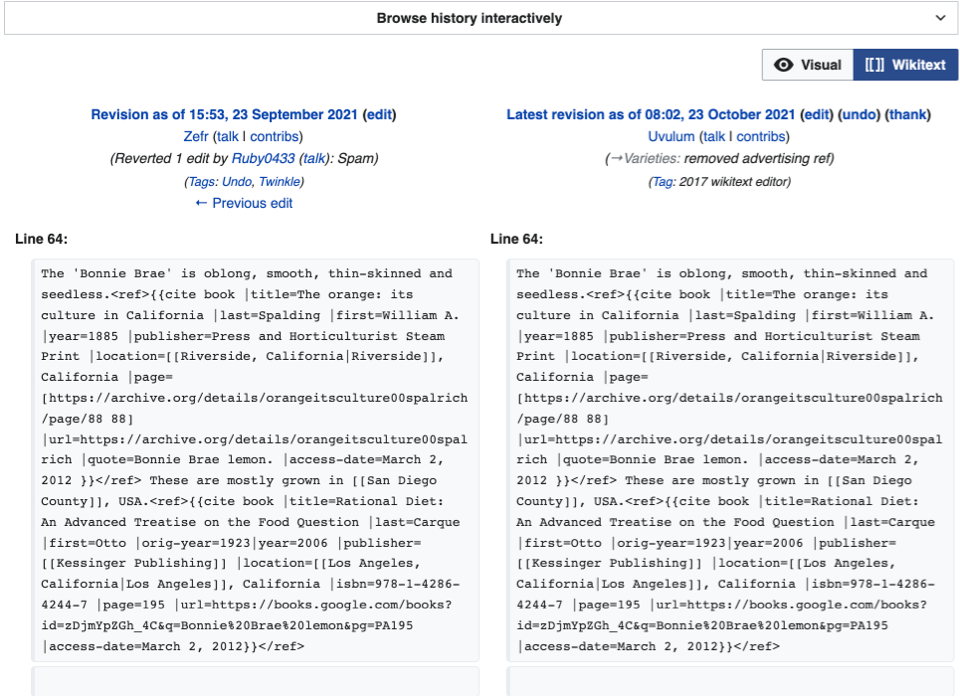 Browse history interactively
Visual
[[]] Wikitext
Revision as of 15:53, 23 September 2021 (edit)
Zefr (talk | contribs)
(Reverted 1 edit by Ruby0433 (talk): Spam)
(Tags: Undo, Twinkle)
← Previous edit
Latest revision as of 08:02, 23 October 2021 (edit) (undo) (thank)
Uvulum (talk | contribs)
(→Varieties: removed advertising ref)
(Tag: 2017 wikitext editor)
Line 64:
The 'Bonnie Brae' is oblong, smooth, thin-skinned and
seedless.<ref>{{cite book |title=The orange: its
culture in California |last=Spalding |first=William A.
|year=1885 |publisher=Press and Horticulturist Steam
Print |location=[[Riverside, California|Riverside]],
California |page=
[https://archive.org/details/orangeitsculture00spalrich
/page/88 88]
|url=https://archive.org/details/orangeitsculture00spal
rich |quote=Bonnie Brae lemon. |access-date=March 2,
2012 }}</ref> These are mostly grown in [[San Diego
County]], USA.<ref>{{cite book |title=Rational Diet:
An Advanced Treatise on the Food Question |last=Carque
|first=Otto |orig-year=1923|year=2006 |publisher=
[[Kessinger Publishing]] |location=[[Los Angeles,
California|Los Angeles]], California |isbn=978-1-4286-
4244-7 |page=195 |url=https://books.google.com/books?
id=zDjmYpZGh_4C&q=Bonnie%20Brae%20lemon&pg=PA195
|access-date=March 2, 2012}}</ref>
Line 64:
The 'Bonnie Brae' is oblong, smooth, thin-skinned and
seedless.<ref>{{cite book |title=The orange: its
culture in California |last=Spalding |first=William A.
|year=1885 |publisher=Press and Horticulturist Steam
Print |location=[[Riverside, California|Riverside]],
California |page=
[https://archive.org/details/orangeitsculture00spalrich
/page/88 88]
|url=https://archive.org/details/orangeitsculture00spal
rich |quote=Bonnie Brae lemon. |access-date=March 2,
2012 }}</ref> These are mostly grown in [[San Diego
County]], USA.<ref>{{cite book |title=Rational Diet:
An Advanced Treatise on the Food Question |last=Carque
|first=Otto |orig-year=1923|year=2006 |publisher=
[[Kessinger Publishing]] |location=[[Los Angeles,
California|Los Angeles]], California |isbn=978-1-4286-
4244-7 |page=195 |url=https://books.google.com/books?
id=zDjmYpZGh_4C&q=Bonnie%20Brae%20lemon&pg=PA195
|access-date=March 2, 2012}}</ref>